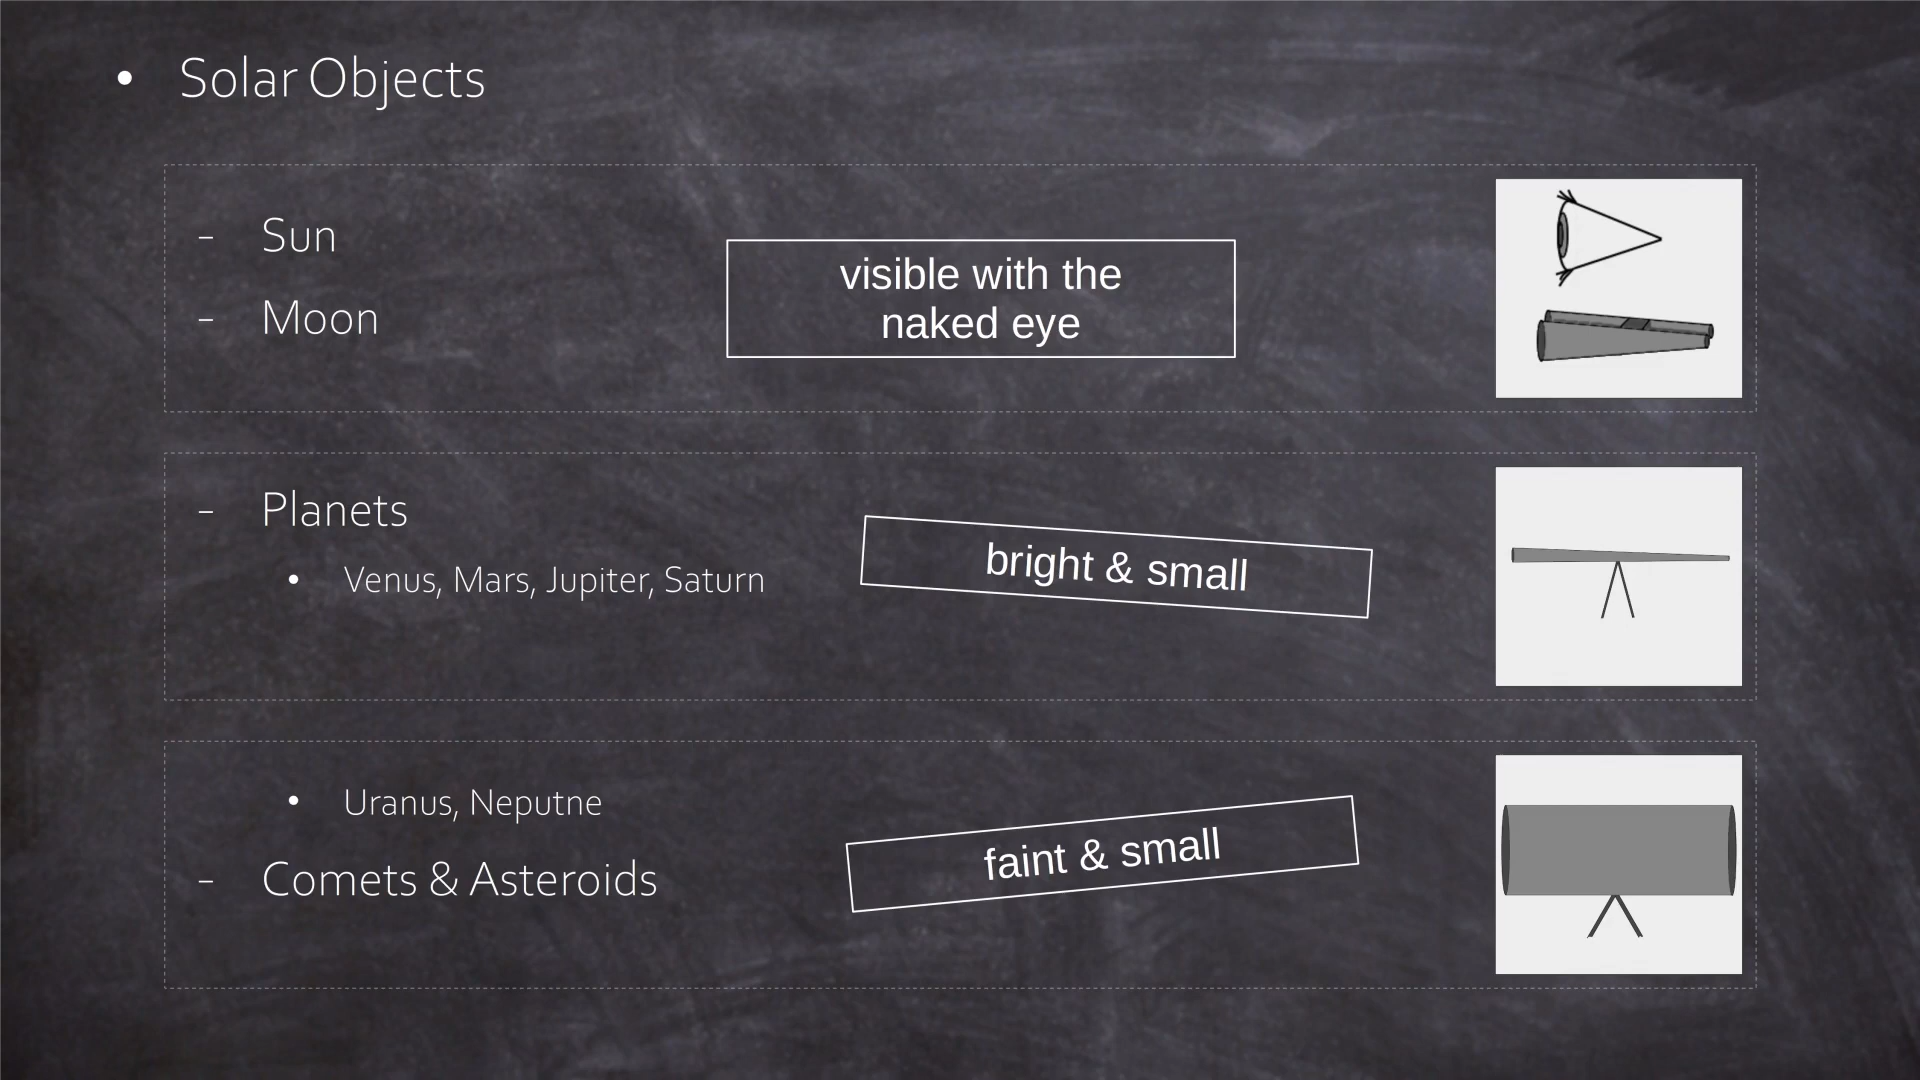 • Solar Objects
- Sun
- Moon
visible with the
naked eye
- Planets
• Venus, Mars, Jupiter, Saturn
bright & small
• Uranus, Neputne
- Comets & Asteroids
faint & small